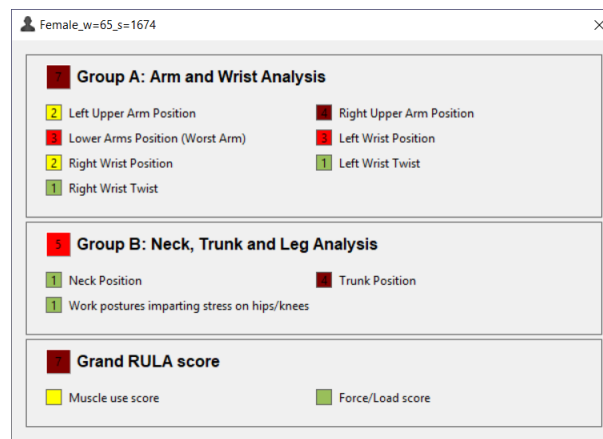 Female_w=65_s=1674
7 Group A: Arm and Wrist Analysis
2 Left Upper Arm Position 4 Right Upper Arm Position
3 Lower Arms Position (Worst Arm) 3 Left Wrist Position
2 Right Wrist Position 1 Left Wrist Twist
1 Right Wrist Twist
5 Group B: Neck, Trunk and Leg Analysis
1 Neck Position 4 Trunk Position
1 Work postures imparting stress on hips/knees
7 Grand RULA score
Muscle use score Force/Load score